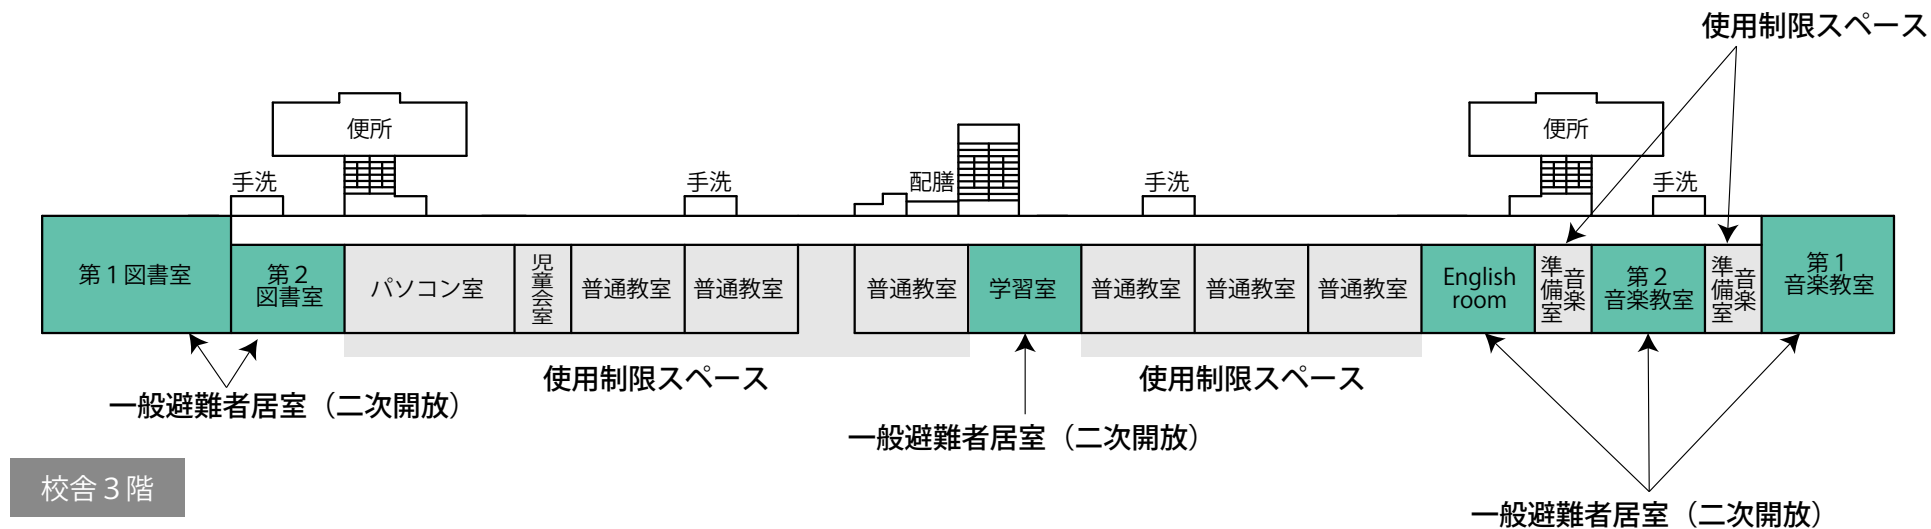 使用制限スペース
便所
便所
手洗
手洗
配膳
手洗
手洗
第１図書室
第２
図書室
パソコン室
児童会室
普通教室
普通教室
普通教室
学習室
普通教室
普通教室
普通教室
English
room
音楽
準備室
第２
音楽教室
音楽
準備室
第１
音楽教室
使用制限スペース
使用制限スペース
一般避難者居室（二次開放）
一般避難者居室（二次開放）
校舎３階
一般避難者居室（二次開放）